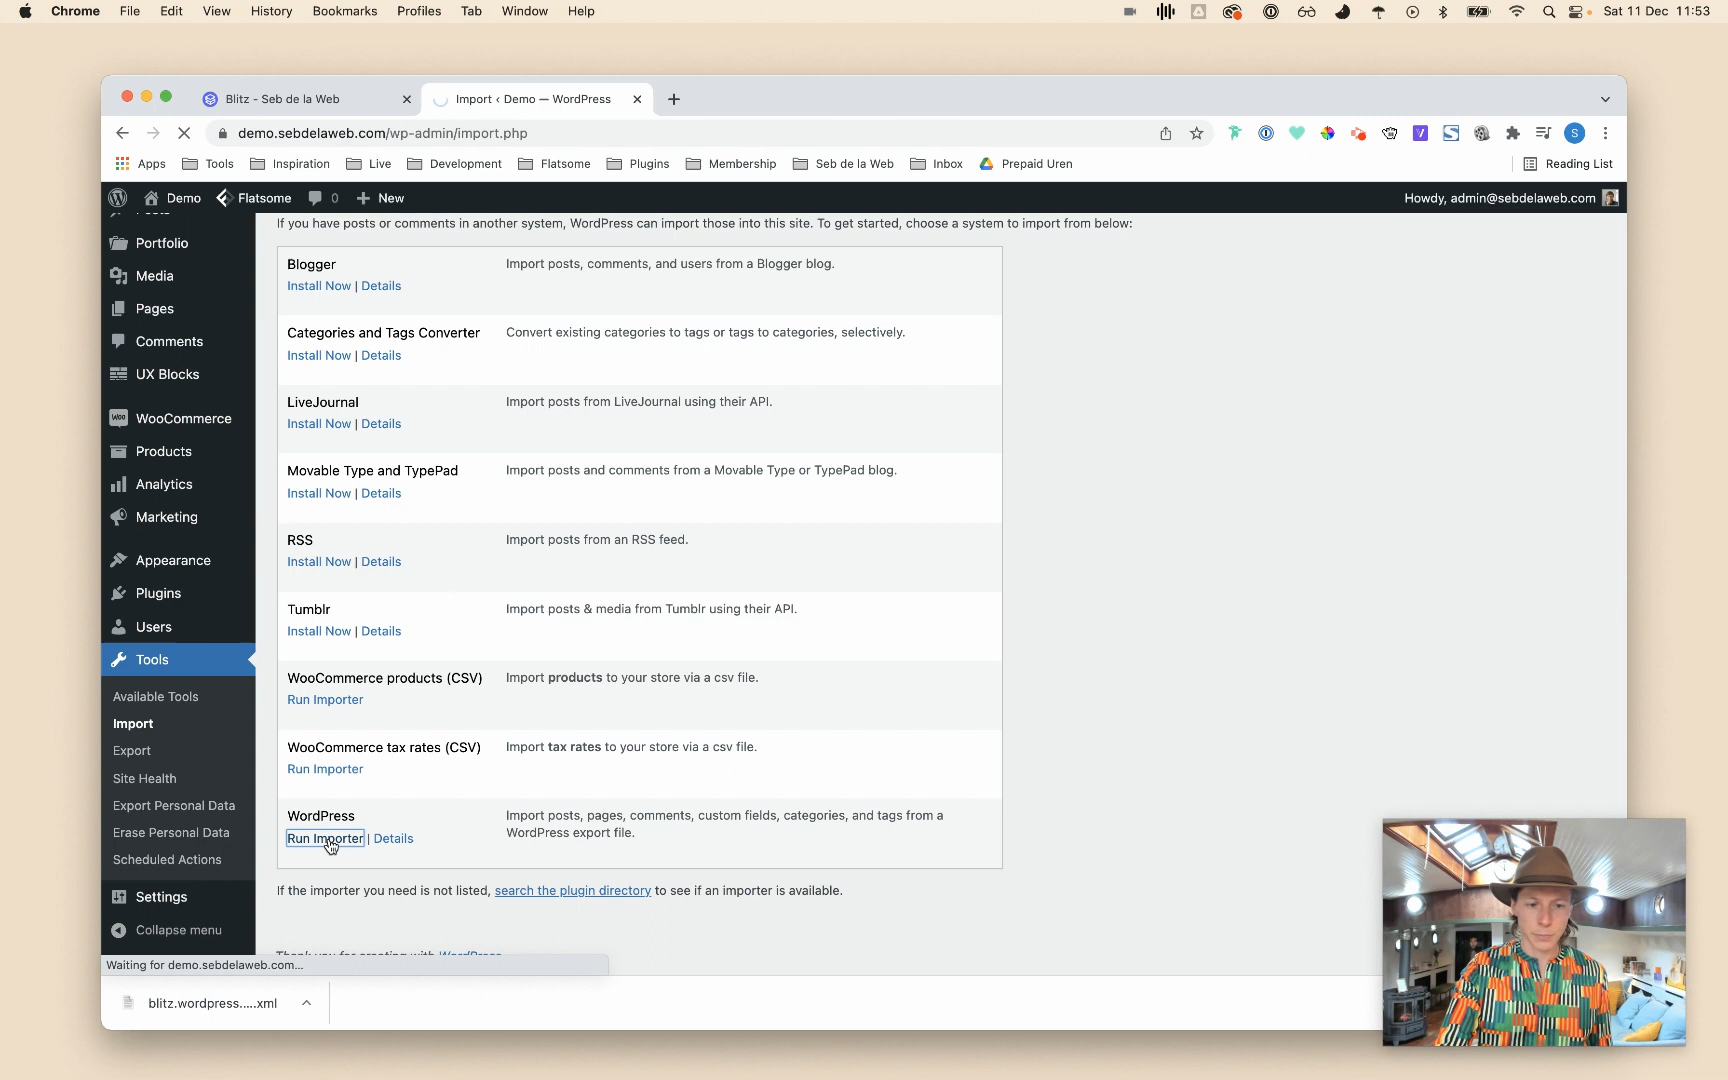 Chrome File Edit View History Bookmarks Profiles Tab Window Help Sat 11 Dec 11:53
Blitz - Seb de la Web Import ‹ Demo — WordPress
demo.sebdelaweb.com/wp-admin/import.php S
Apps Tools Inspiration Live Development Flatsome Plugins Membership Seb de la Web Inbox Prepaid Uren Reading List
Demo Flatsome 0 New Howdy, admin@sebdelaweb.com
Portfolio
Media
Pages
Comments
UX Blocks
WooCommerce
Products
Analytics
Marketing
Appearance
Plugins
Users
Tools
Available Tools
Import
Export
Site Health
Export Personal Data
Erase Personal Data
Scheduled Actions
Settings
Collapse menu
If you have posts or comments in another system, WordPress can import those into this site. To get started, choose a system to import from below:
Blogger Import posts, comments, and users from a Blogger blog.
Install Now | Details
Categories and Tags Converter Convert existing categories to tags or tags to categories, selectively.
Install Now | Details
LiveJournal Import posts from LiveJournal using their API.
Install Now | Details
Movable Type and TypePad Import posts and comments from a Movable Type or TypePad blog.
Install Now | Details
RSS Import posts from an RSS feed.
Install Now | Details
Tumblr Import posts & media from Tumblr using their API.
Install Now | Details
WooCommerce products (CSV) Import products to your store via a csv file.
Run Importer
WooCommerce tax rates (CSV) Import tax rates to your store via a csv file.
Run Importer
WordPress Import posts, pages, comments, custom fields, categories, and tags from a
WordPress export file.
Run Importer | Details
If the importer you need is not listed, search the plugin directory to see if an importer is available.
Thank you for creating with WordPress
Waiting for demo.sebdelaweb.com...
blitz.wordpress.....xml